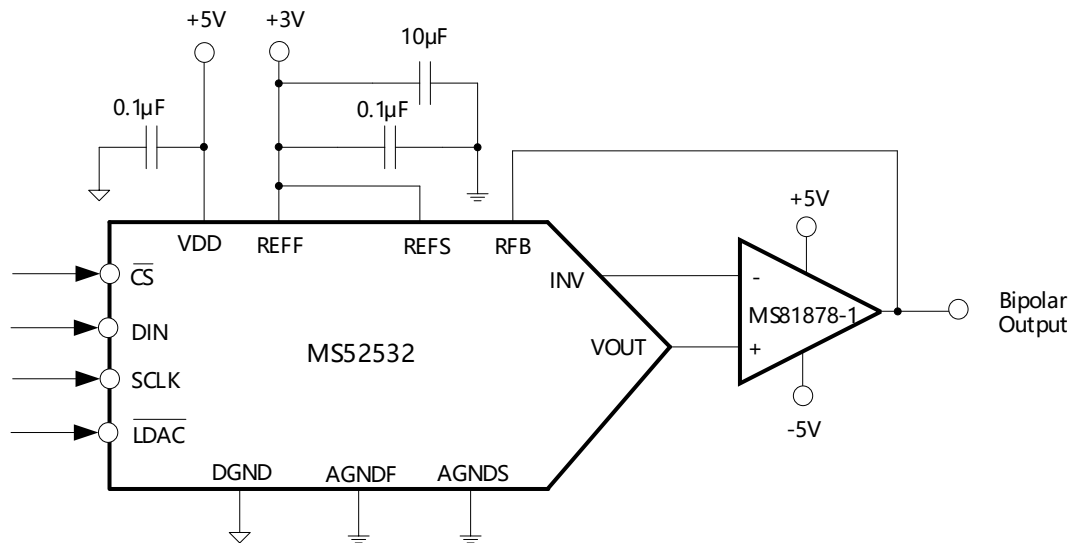 +5V
+3V
10μF
0.1μF
0.1μF
+5V
VDD
REFF
REFS
RFB
CS
INV
-
MS81878-1
Bipolar
Output
DIN
MS52532
VOUT
+
SCLK
LDAC
-5V
DGND
AGNDF
AGNDS